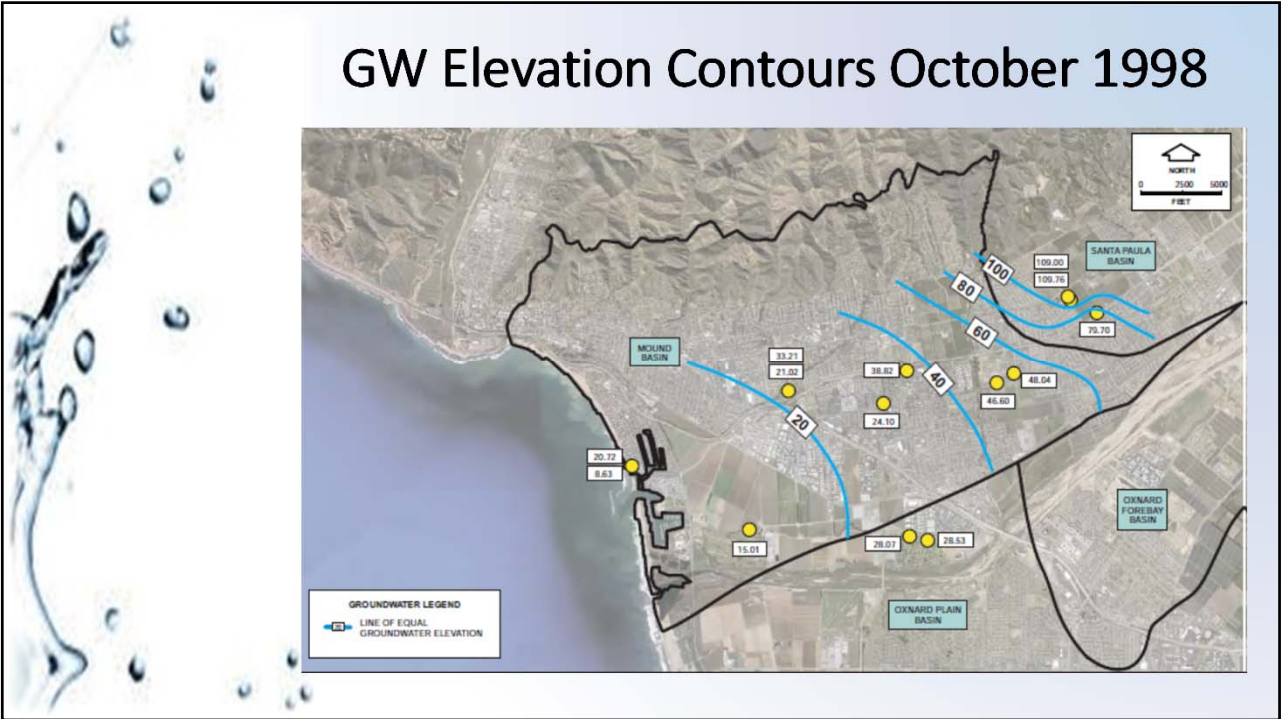 GW Elevation Contours October 1998
NORTH
0 2500 5000
FEET
SANTA PAULA
BASIN
109.00
109.76
100
80
79.70
60
MOUND
BASIN
33.21
21.02
38.82
40
48.04
46.60
24.10
20
20.72
8.63
OXNARD
FOREBAY
BASIN
15.01
28.07
28.53
OXNARD PLAIN
BASIN
GROUNDWATER LEGEND
LINE OF EQUAL
GROUNDWATER ELEVATION